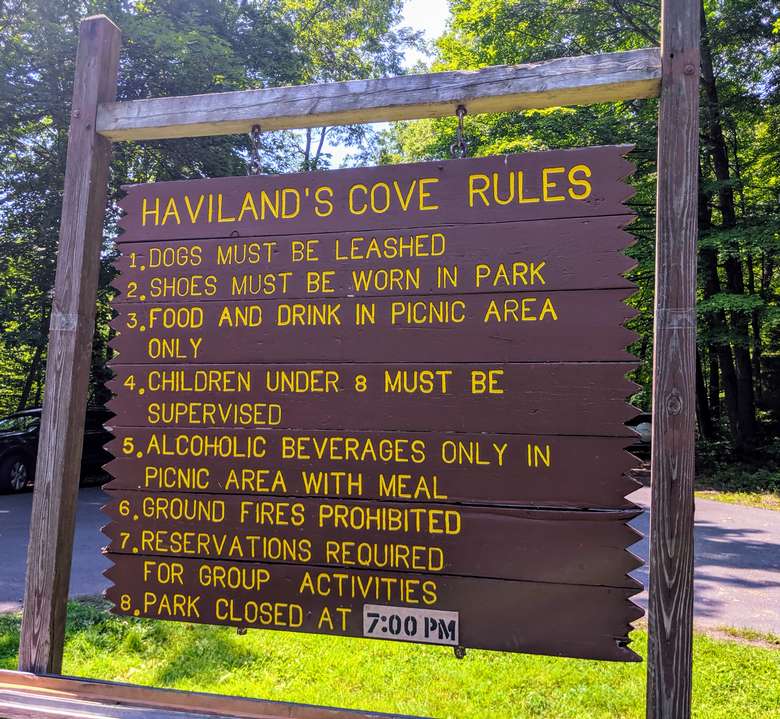 HAVILAND'S COVE RULES
1. DOGS MUST BE LEASHED
2. SHOES MUST BE WORN IN PARK
3. FOOD AND DRINK IN PICNIC AREA
ONLY
4. CHILDREN UNDER 8 MUST BE
SUPERVISED
5. ALCOHOLIC BEVERAGES ONLY IN
PICNIC AREA WITH MEAL
6. GROUND FIRES PROHIBITED
7. RESERVATIONS REQUIRED
FOR GROUP ACTIVITIES
8. PARK CLOSED AT 7:00 PM